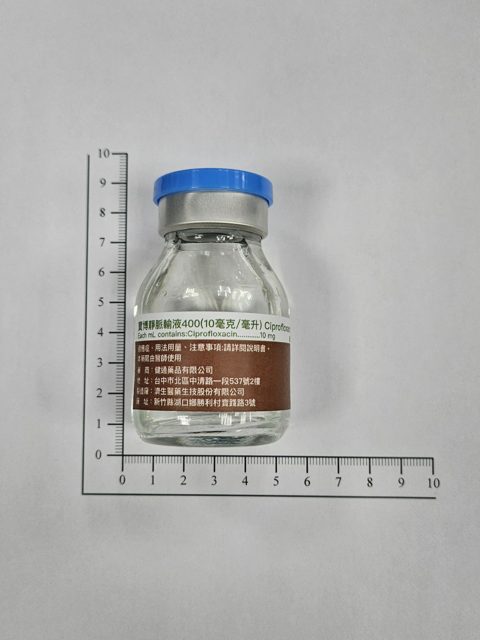 10
9
8
7
6
5
4
3
2
1
0
寶博靜脈輸液400(10毫克/毫升) Ciprofloxac
Each mL contains:Ciprofloxacin...........10 mg
用法用量、注意事項:請詳閱說明書。
本藥限由醫師使用
藥 商：健通藥品有限公司
地 址：台中市北區中清路一段537號2樓
製造廠：濟生醫藥生技股份有限公司
廠 址：新竹縣湖口鄉勝利村實踐路3號
0 1 2 3 4 5 6 7 8 9 10